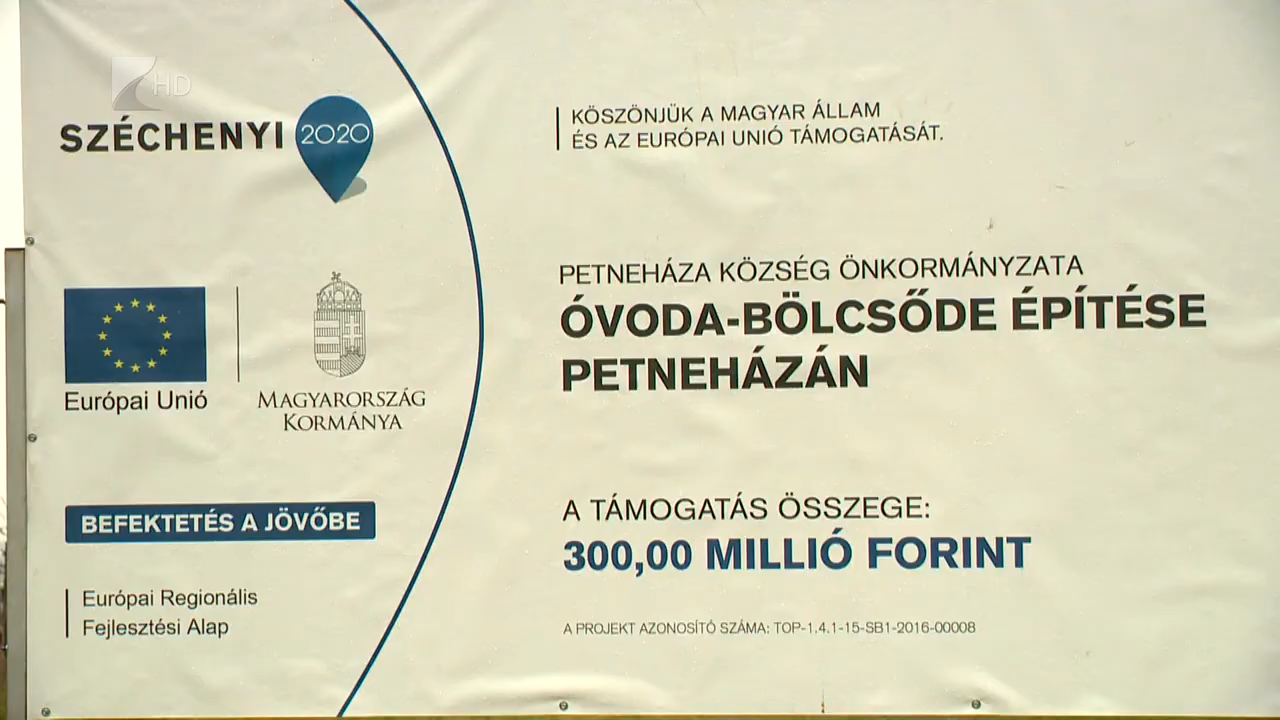 HD
SZÉCHENYI 2020
Európai Unió
MAGYARORSZÁG
KORMÁNYA
BEFEKTETÉS A JÖVŐBE
Európai Regionális
Fejlesztési Alap
KÖSZÖNJÜK A MAGYAR ÁLLAM
ÉS AZ EURÓPAI UNIÓ TÁMOGATÁSÁT.
PETNEHÁZA KÖZSÉG ÖNKORMÁNYZATA
ÓVODA-BÖLCSŐDE ÉPÍTÉSE
PETNEHÁZÁN
A TÁMOGATÁS ÖSSZEGE:
300,00 MILLIÓ FORINT
A PROJEKT AZONOSÍTÓ SZÁMA: TOP-1.4.1-15-SB1-2016-00008